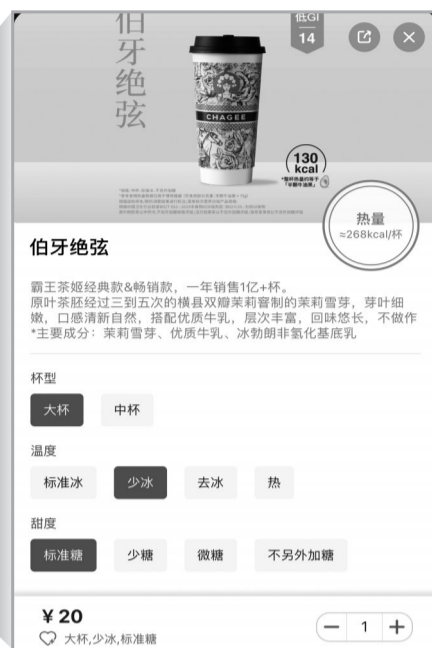 低GI
14
伯牙绝弦
CHAGEE
130
kcal
热量
≈268kcal/杯
伯牙绝弦
霸王茶姬经典款&畅销款，一年销售1亿+杯。
原叶茶胚经过三到五次的横县双瓣茉莉窨制的茉莉雪芽，芽叶细
嫩，口感清新自然，搭配优质牛乳，层次丰富，回味悠长，不做作
*主要成分：茉莉雪芽、优质牛乳、冰勃朗非氢化基底乳
杯型
大杯 中杯
温度
标准冰 少冰 去冰 热
甜度
标准糖 少糖 微糖 不另外加糖
¥ 20
大杯,少冰,标准糖
1